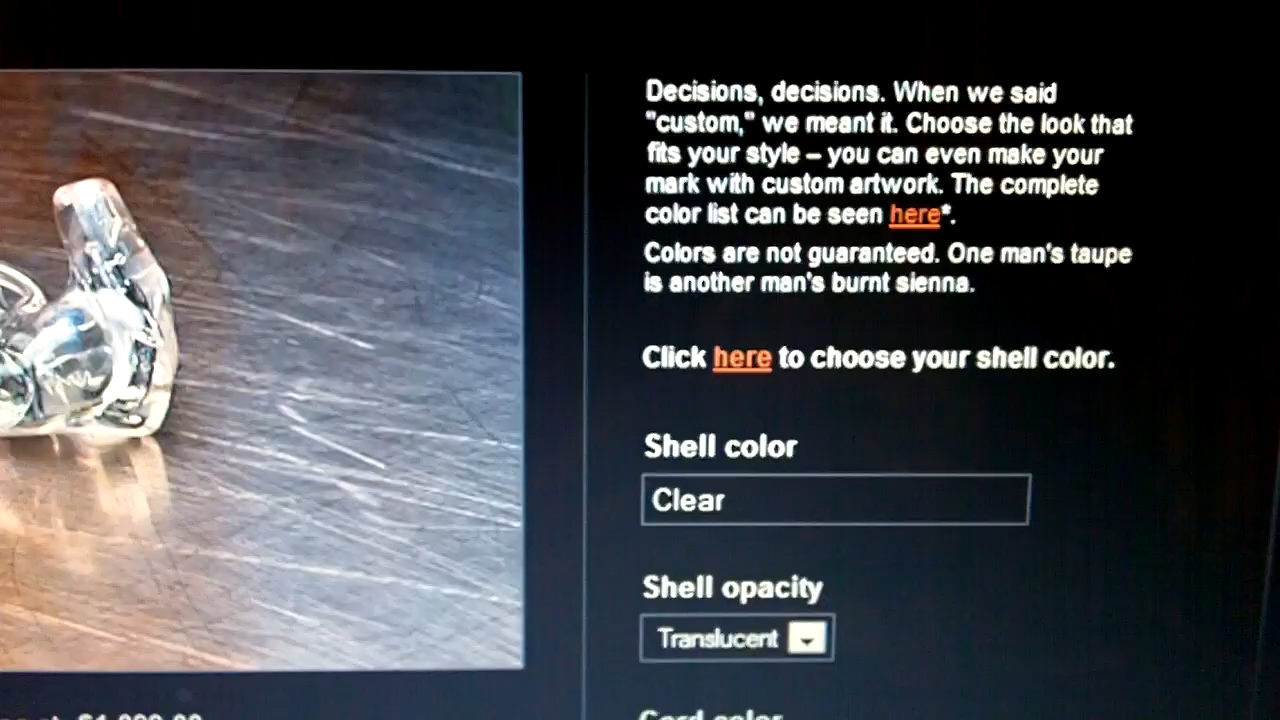 Decisions, decisions. When we said
"custom," we meant it. Choose the look that
fits your style – you can even make your
mark with custom artwork. The complete
color list can be seen here*.
Colors are not guaranteed. One man's taupe
is another man's burnt sienna.
Click here to choose your shell color.
Shell color
Clear
Shell opacity
Translucent
Cord color